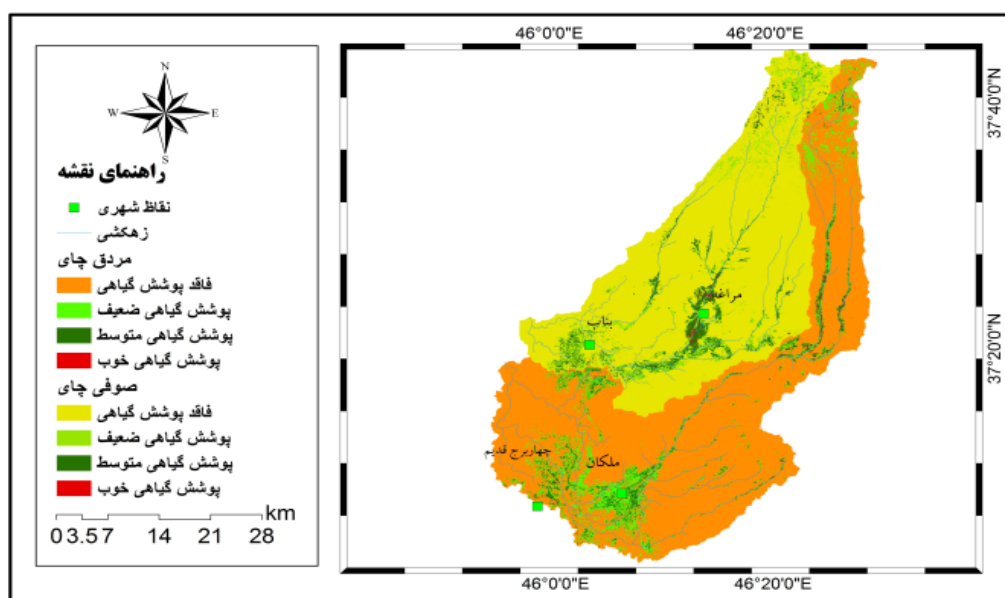 46°0'0"E 46°20'0"E
N
W E
S
راهنمای نقشه
نقاظ شهری
زهکشی
مردق چای
فاقد پوشش گیاهی
پوشش گیاهی ضعیف
پوشش گیاهی متوسط
پوشش گیاهی خوب
صوفی چای
فاقد پوشش گیاهی
پوشش گیاهی ضعیف
پوشش گیاهی متوسط
پوشش گیاهی خوب
km
0 3.5 7 14 21 28
مراغه
بناب
چهاربرج قدیم
ملکان
37°40'0"N
37°20'0"N
46°0'0"E 46°20'0"E